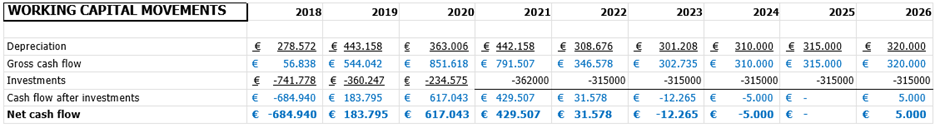 WORKING CAPITAL MOVEMENTS 2018 2019 2020 2021 2022 2023 2024 2025 2026
Depreciation € 278.572 € 443.158 € 363.006 € 442.158 € 308.676 € 301.208 € 310.000 € 315.000 € 320.000
Gross cash flow € 56.838 € 544.042 € 851.618 € 791.507 € 346.578 € 302.735 € 310.000 € 315.000 € 320.000
Investments € -741.778 € -360.247 € -234.575 -362000 -315000 -315000 -315000 -315000 -315000
Cash flow after investments € -684.940 € 183.795 € 617.043 € 429.507 € 31.578 € -12.265 € -5.000 € - € 5.000
Net cash flow € -684.940 € 183.795 € 617.043 € 429.507 € 31.578 € -12.265 € -5.000 € - € 5.000